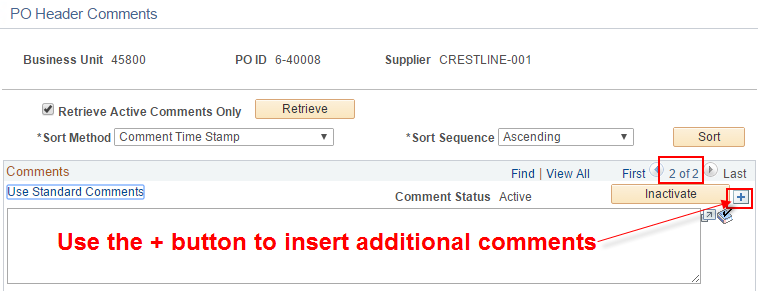 PO Header Comments
Business Unit 45800 PO ID 6-40008 Supplier CRESTLINE-001
Retrieve Active Comments Only Retrieve
*Sort Method Comment Time Stamp *Sort Sequence Ascending Sort
Comments Find | View All First 2 of 2 Last
Use Standard Comments Comment Status Active Inactivate +
Use the + button to insert additional comments